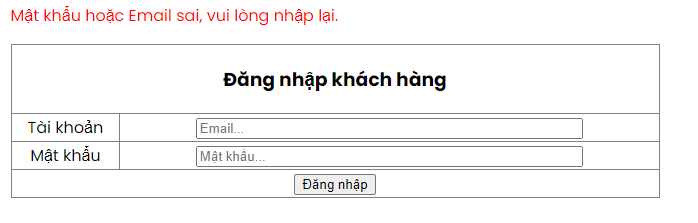 Mật khẩu hoặc Email sai, vui lòng nhập lại.
Đăng nhập khách hàng
Tài khoản Email...
Mật khẩu Mật khẩu...
Đăng nhập